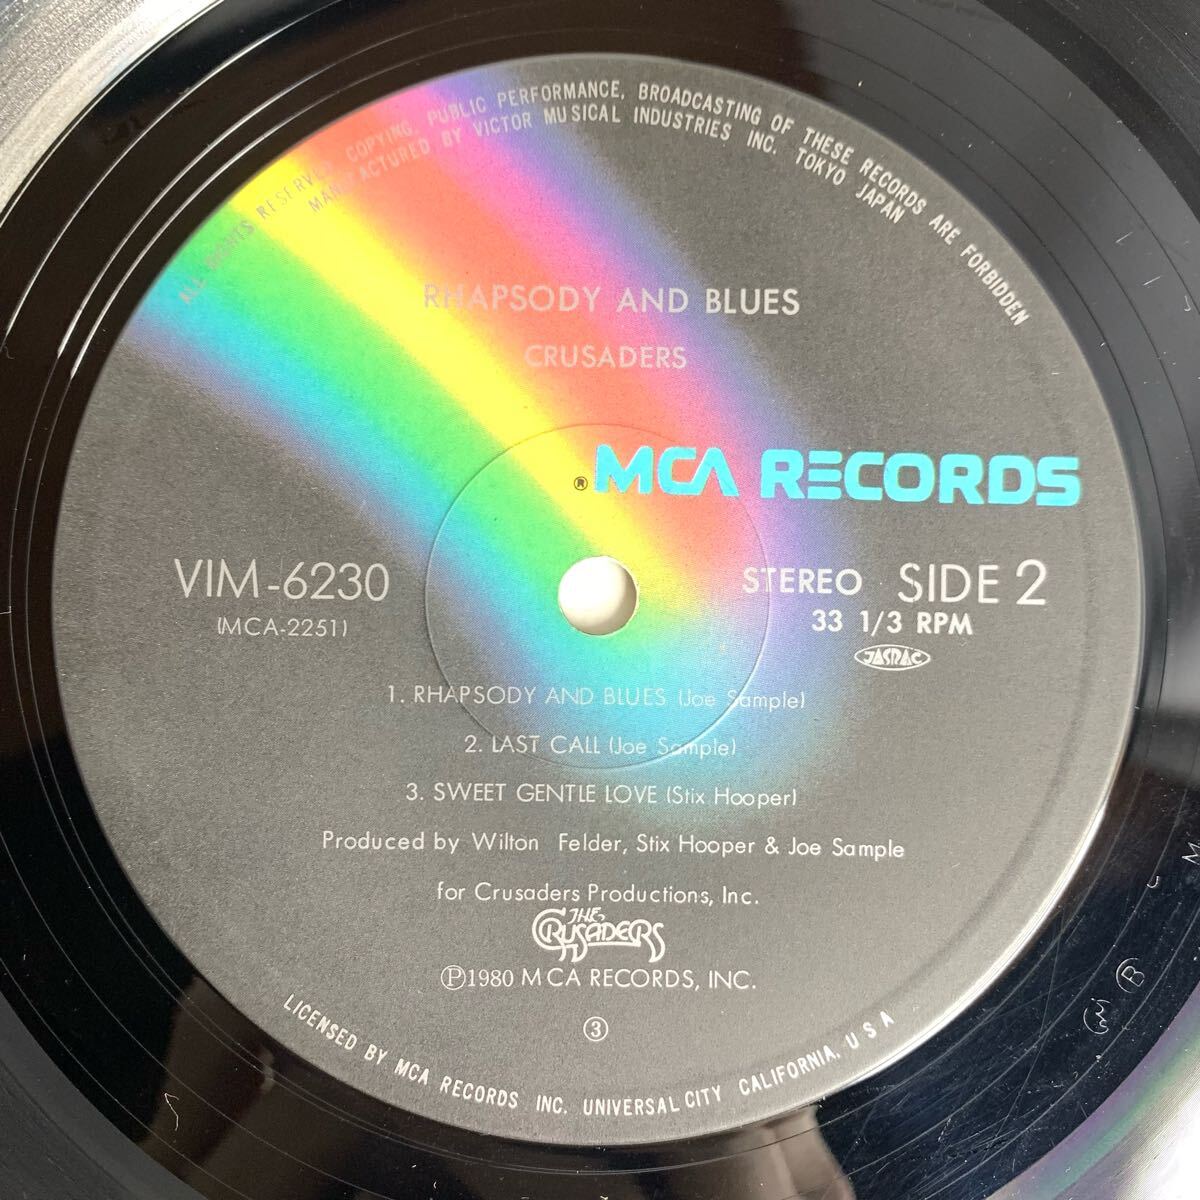 ALL RIGHTS RESERVED. COPYING, PUBLIC PERFORMANCE, BROADCASTING OF THESE RECORDS ARE FORBIDDEN
MANUFACTURED BY VICTOR MUSICAL INDUSTRIES INC. TOKYO JAPAN
RHAPSODY AND BLUES
CRUSADERS
® MCA RECORDS
VIM-6230
(MCA-2251)
STEREO SIDE 2
33 1/3 RPM
JASRAC
1. RHAPSODY AND BLUES (Joe Sample)
2. LAST CALL (Joe Sample)
3. SWEET GENTLE LOVE (Stix Hooper)
Produced by Wilton Felder, Stix Hooper & Joe Sample
for Crusaders Productions, Inc.
THE CRUSADERS
Ⓟ1980 MCA RECORDS, INC.
③
LICENSED BY MCA RECORDS INC. UNIVERSAL CITY CALIFORNIA, U S A